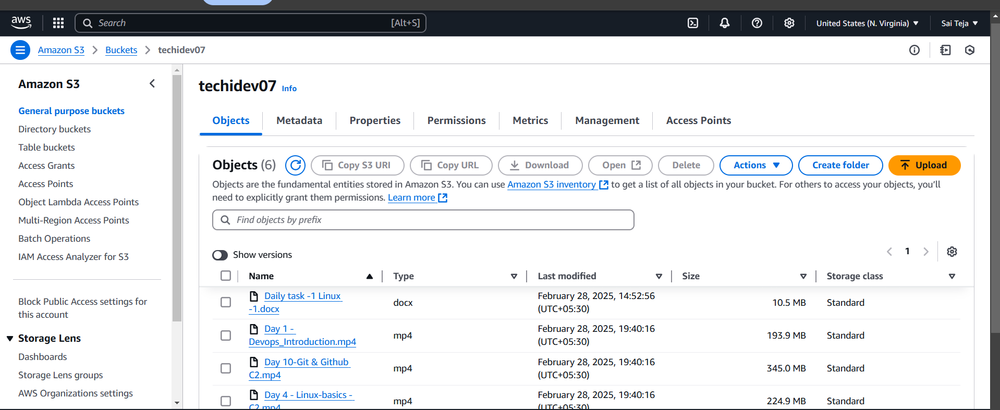 aws
Search [Alt+S]
United States (N. Virginia) Sai Teja
Amazon S3 Buckets techidev07
Amazon S3
General purpose buckets
Directory buckets
Table buckets
Access Grants
Access Points
Object Lambda Access Points
Multi-Region Access Points
Batch Operations
IAM Access Analyzer for S3
Block Public Access settings for
this account
Storage Lens
Dashboards
Storage Lens groups
AWS Organizations settings
techidev07 Info
Objects Metadata Properties Permissions Metrics Management Access Points
Objects (6) Copy S3 URI Copy URL Download Open Delete Actions Create folder Upload
Objects are the fundamental entities stored in Amazon S3. You can use Amazon S3 inventory to get a list of all objects in your bucket. For others to access your objects, you'll
need to explicitly grant them permissions. Learn more
Find objects by prefix
Show versions
1
Name Type Last modified Size Storage class
Daily task -1 Linux
-1.docx
docx
February 28, 2025, 14:52:56
(UTC+05:30)
10.5 MB
Standard
Day 1 -
Devops_Introduction.mp4
mp4
February 28, 2025, 19:40:16
(UTC+05:30)
193.9 MB
Standard
Day 10-Git & Github
C2.mp4
mp4
February 28, 2025, 19:40:16
(UTC+05:30)
345.0 MB
Standard
Day 4 - Linux-basics -
C2.mp4
mp4
February 28, 2025, 19:40:16
(UTC+05:30)
224.9 MB
Standard